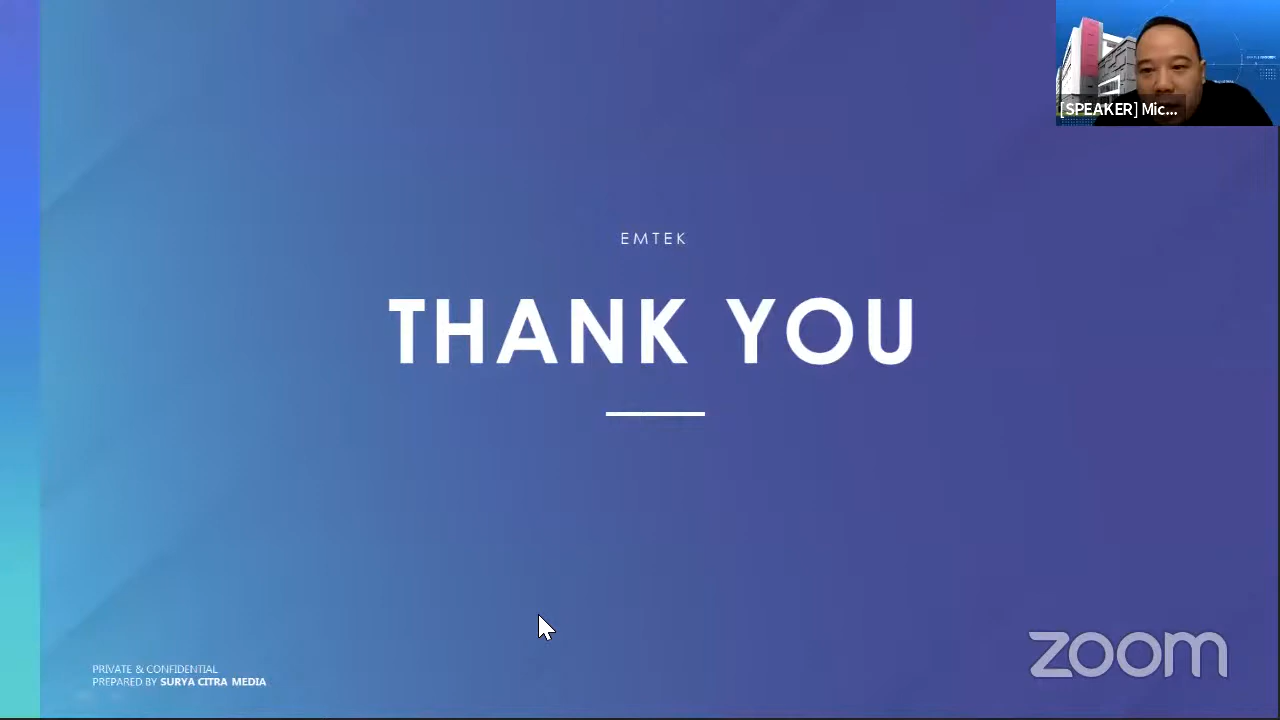 [SPEAKER] Mic...
EMTEK
THANK YOU
PRIVATE & CONFIDENTIAL
PREPARED BY SURYA CITRA MEDIA
zoom